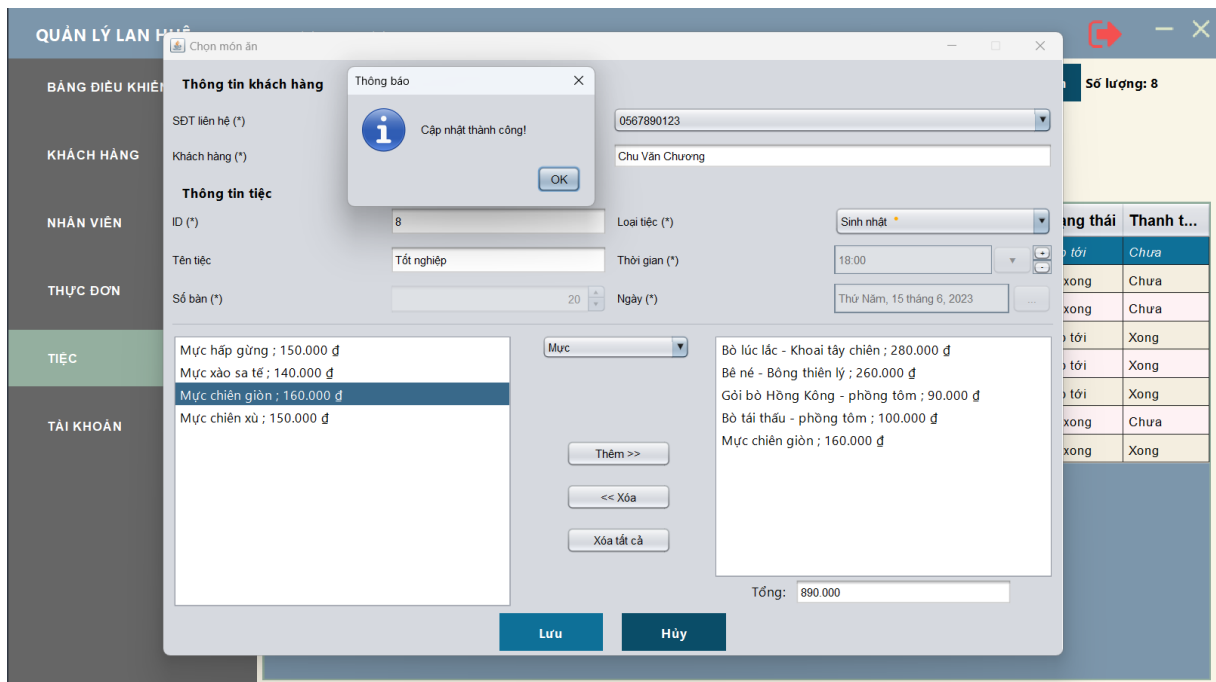 QUẢN LÝ LAN HUÊ
Chọn món ăn
BẢNG ĐIỀU KHIỂN
KHÁCH HÀNG
NHÂN VIÊN
THỰC ĐƠN
TIỆC
TÀI KHOẢN
Số lượng: 8
Thông tin khách hàng
Thông báo
Cập nhật thành công!
OK
SĐT liên hệ (*)
0567890123
Khách hàng (*)
Chu Văn Chương
Thông tin tiệc
ID (*)
8
Loại tiệc (*)
Sinh nhật *
Tên tiệc
Tốt nghiệp
Thời gian (*)
18:00
Số bàn (*)
20
Ngày (*)
Thứ Năm, 15 tháng 6, 2023
...
Mực hấp gừng ; 150.000 ₫
Mực xào sa tế ; 140.000 ₫
Mực chiên giòn ; 160.000 ₫
Mực chiên xù ; 150.000 ₫
Mực
Thêm >>
<< Xóa
Xóa tất cả
Bò lúc lắc - Khoai tây chiên ; 280.000 ₫
Bê né - Bông thiên lý ; 260.000 ₫
Gỏi bò Hồng Kông - phồng tôm ; 90.000 ₫
Bò tái thấu - phồng tôm ; 100.000 ₫
Mực chiên giòn ; 160.000 ₫
Tổng: 890.000
Lưu
Hủy
ạng thái Thanh t...
tới Chưa
xong Chưa
xong Chưa
tới Xong
tới Xong
tới Xong
xong Chưa
xong Xong